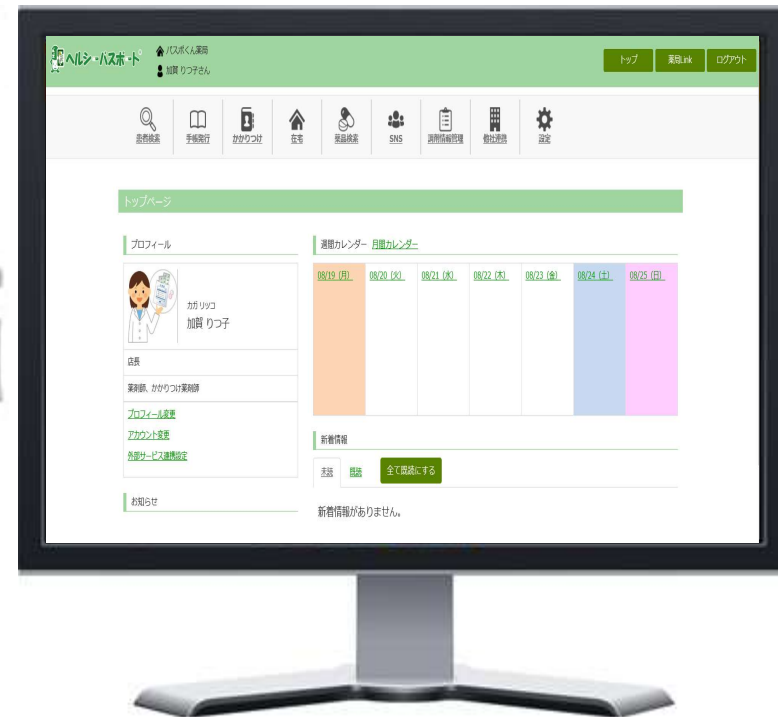 ヘルシーパスポート
パスポくん薬局
加賀 りつ子さん
トップ
薬局Link
ログアウト
患者検索
手帳発行
かかりつけ
在宅
薬品検索
SNS
調剤情報管理
他社連携
設定
トップページ
プロフィール
カガ リツコ
加賀 りつ子
店長
薬剤師、かかりつけ薬剤師
プロフィール変更
アカウント変更
外部サービス連携設定
お知らせ
週間カレンダー 月間カレンダー
08/19 (月) 08/20 (火) 08/21 (水) 08/22 (木) 08/23 (金) 08/24 (土) 08/25 (日)
新着情報
未読 既読 全て既読にする
新着情報がありません。